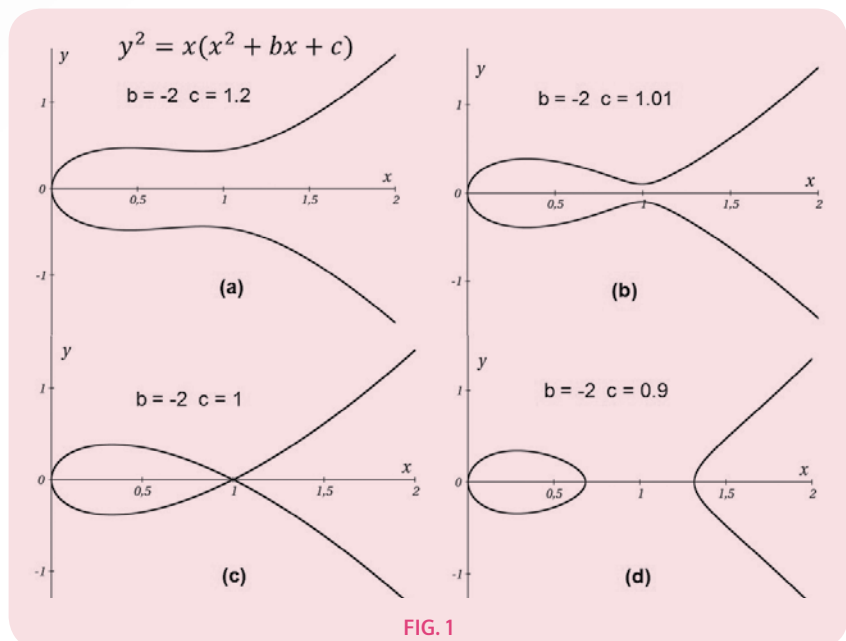 y² = x(x² + bx + c)
y
b = -2 c = 1.2
1
x
0
0,5
1
1,5
2
-1
(a)
y
b = -2 c = 1.01
1
x
0
0,5
1
1,5
2
-1
(b)
y
b = -2 c = 1
1
x
0
0,5
1
1,5
2
-1
(c)
y
b = -2 c = 0.9
1
x
0
0,5
1
1,5
2
-1
(d)
FIG. 1